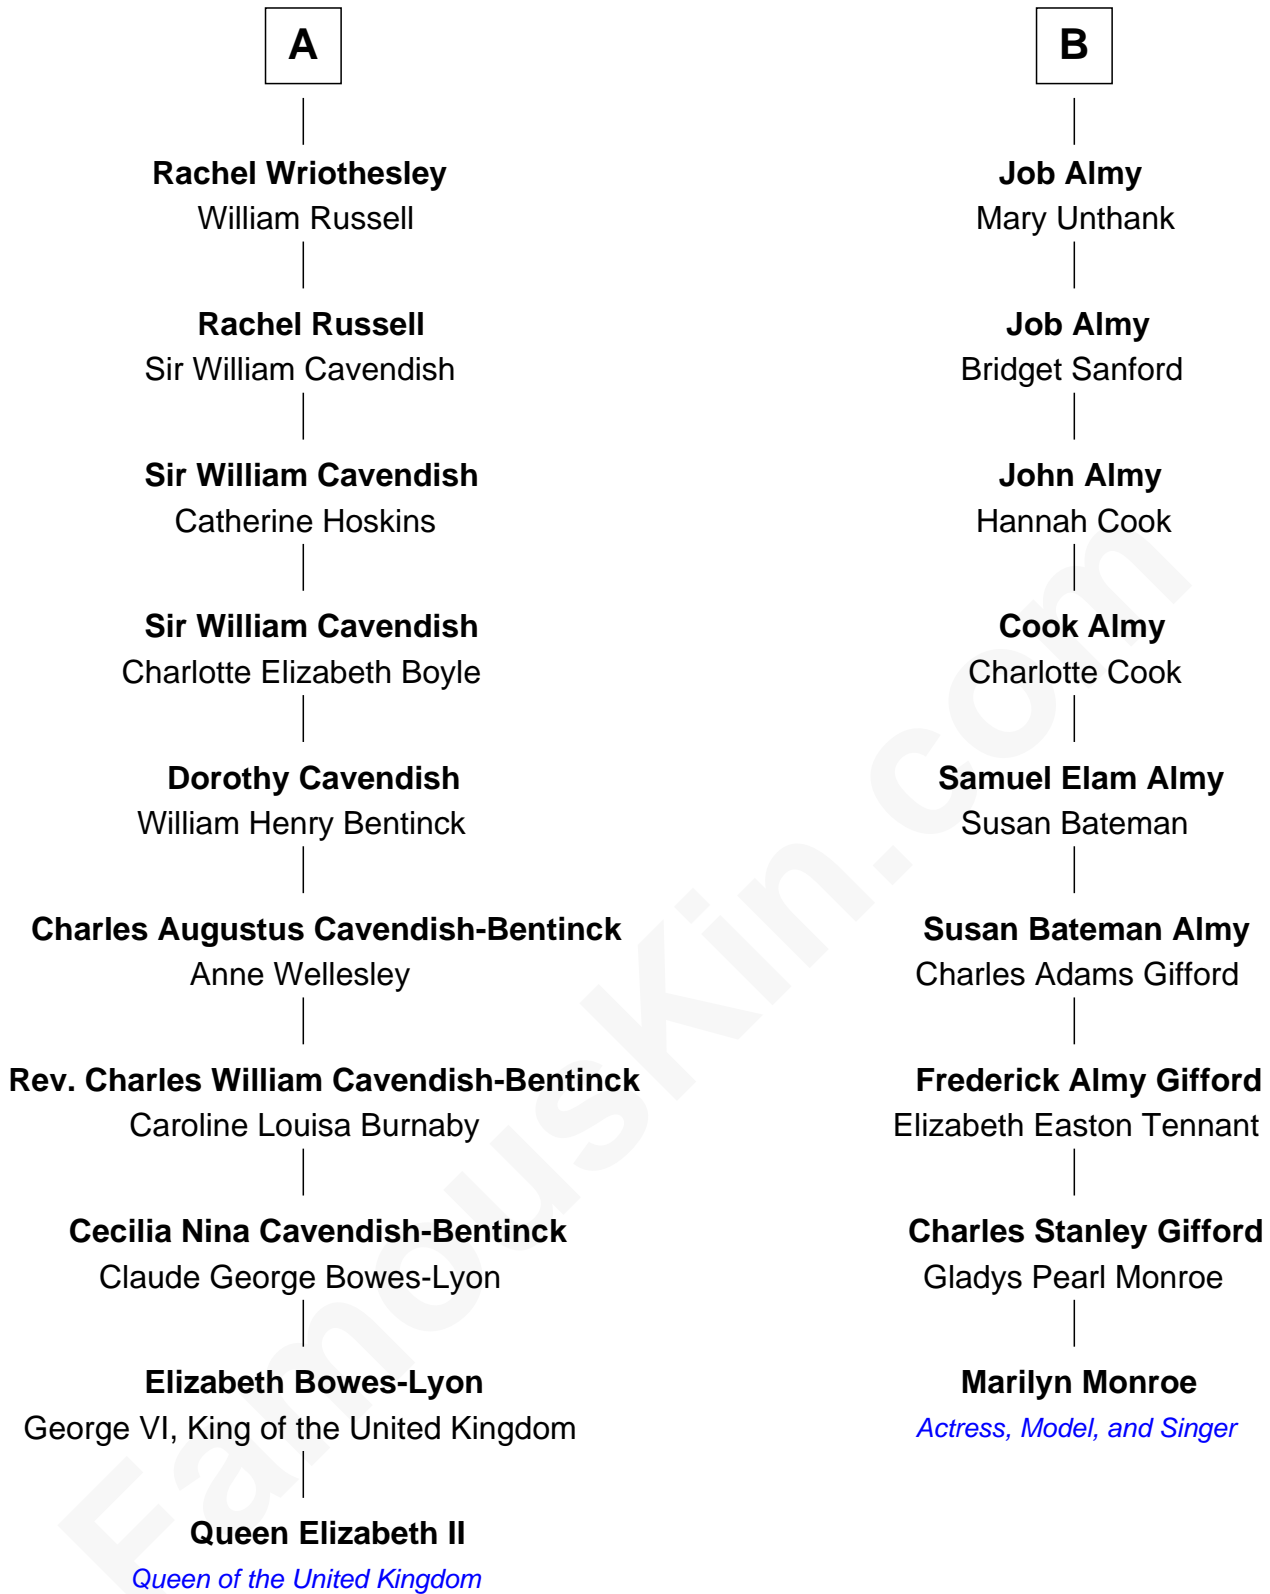 A
Rachel Wriothesley
William Russell
Rachel Russell
Sir William Cavendish
Sir William Cavendish
Catherine Hoskins
Sir William Cavendish
Charlotte Elizabeth Boyle
Dorothy Cavendish
William Henry Bentinck
Charles Augustus Cavendish-Bentinck
Anne Wellesley
Rev. Charles William Cavendish-Bentinck
Caroline Louisa Burnaby
Cecilia Nina Cavendish-Bentinck
Claude George Bowes-Lyon
Elizabeth Bowes-Lyon
George VI, King of the United Kingdom
Queen Elizabeth II
Queen of the United Kingdom
B
Job Almy
Mary Unthank
Job Almy
Bridget Sanford
John Almy
Hannah Cook
Cook Almy
Charlotte Cook
Samuel Elam Almy
Susan Bateman
Susan Bateman Almy
Charles Adams Gifford
Frederick Almy Gifford
Elizabeth Easton Tennant
Charles Stanley Gifford
Gladys Pearl Monroe
Marilyn Monroe
Actress, Model, and Singer
FamousKin.com